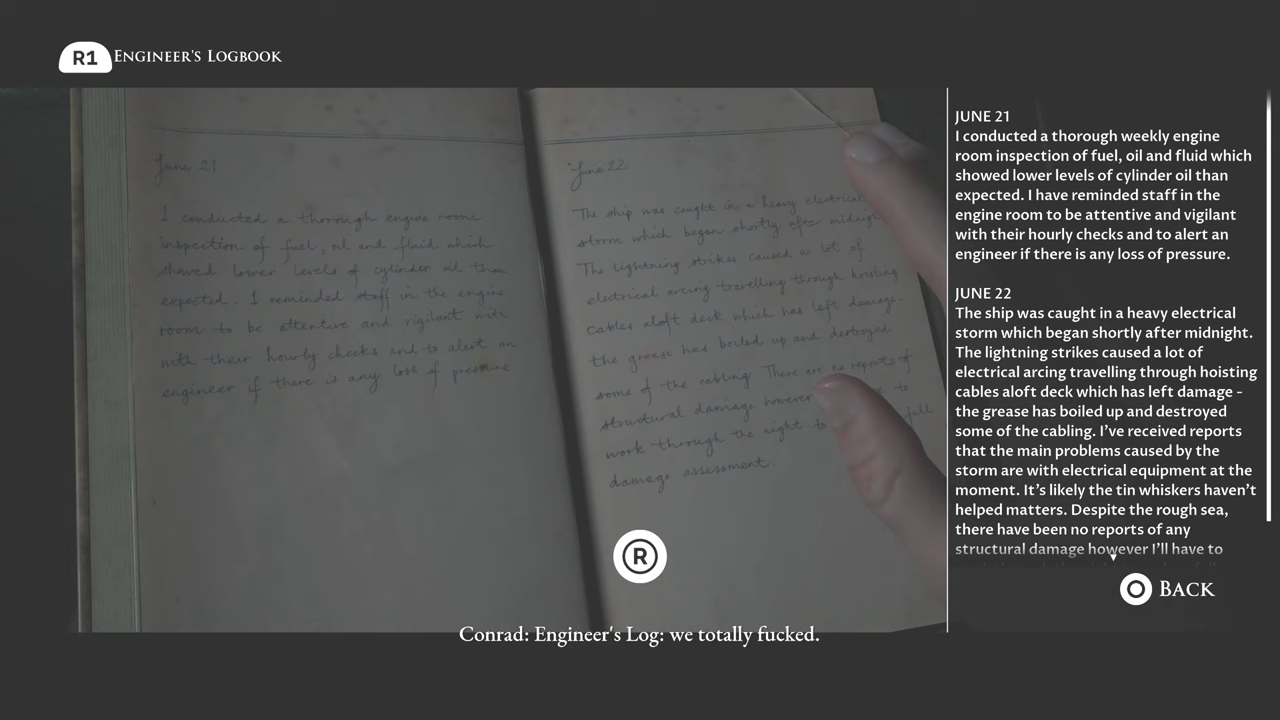 R1 ENGINEER'S LOGBOOK
June 21
I conducted a thorough engine room
inspection of fuel, oil and fluid which
showed lower levels of cylinder oil than
expected. I reminded staff in the engine
room to be attentive and vigilant with
with their hourly checks and to alert an
engineer if there is any loss of pressure
June 22
The ship was caught in a heavy electrical
storm which began shortly after midnight
The lightning strikes caused a lot of
electrical arcing travelling through hoisting
cables aloft deck which has left damage-
the grease has boiled up and destroyed
some of the cabling There are no reports of
structural damage however to
work through the night to full
damage assessment.
JUNE 21
I conducted a thorough weekly engine
room inspection of fuel, oil and fluid which
showed lower levels of cylinder oil than
expected. I have reminded staff in the
engine room to be attentive and vigilant
with their hourly checks and to alert an
engineer if there is any loss of pressure.
JUNE 22
The ship was caught in a heavy electrical
storm which began shortly after midnight.
The lightning strikes caused a lot of
electrical arcing travelling through hoisting
cables aloft deck which has left damage -
the grease has boiled up and destroyed
some of the cabling. I've received reports
that the main problems caused by the
storm are with electrical equipment at the
moment. It's likely the tin whiskers haven't
helped matters. Despite the rough sea,
there have been no reports of any
structural damage however I'll have to
R
BACK
Conrad: Engineer's Log: we totally fucked.